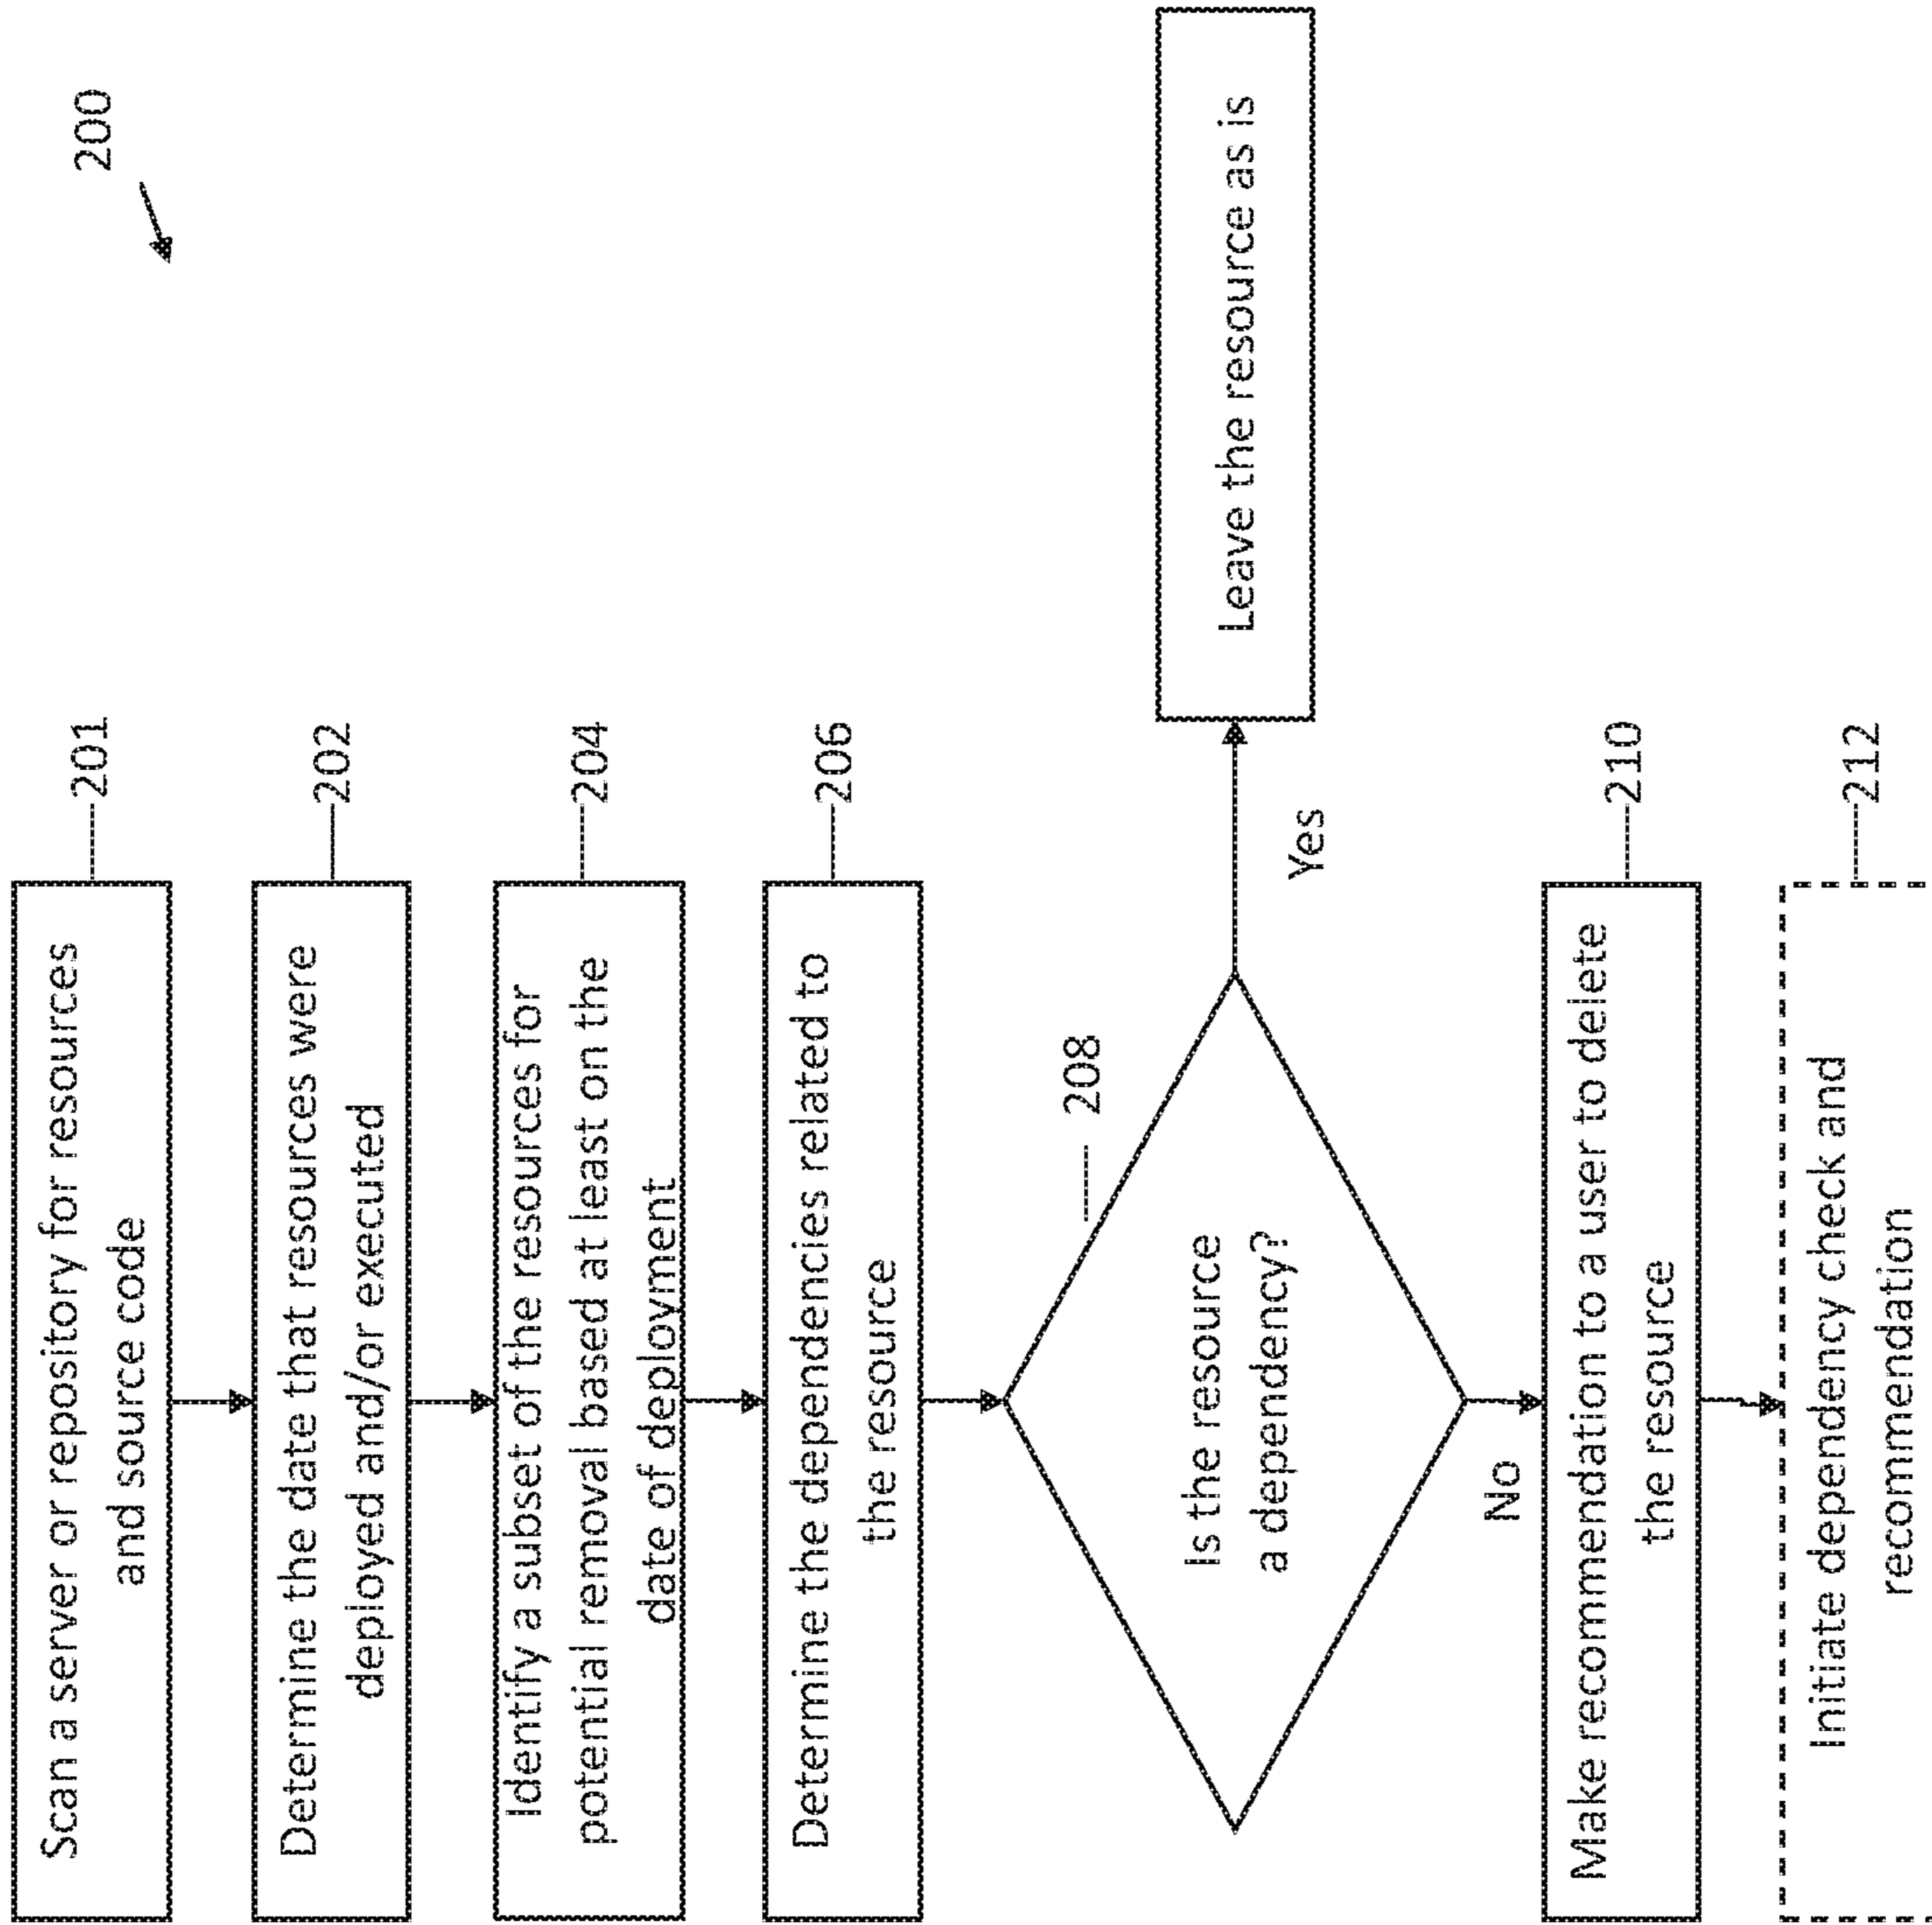 200
Scan a server or repository for resources
and source code
201
Determine the date that resources were
deployed and/or executed
202
Identify a subset of the resources for
potential removal based at least on the
date of deployment
204
Determine the dependencies related to
the resource
206
208
Is the resource
a dependency?
Yes
Leave the resource as is
No
Make recommendation to a user to delete
the resource
210
Initiate dependency check and
recommendation
212